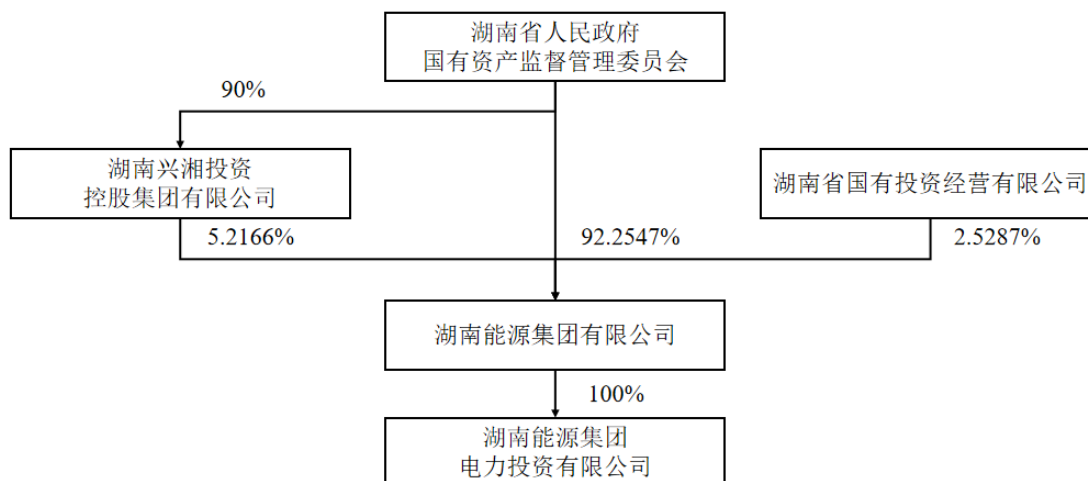 湖南省人民政府
国有资产监督管理委员会
90%
湖南兴湘投资
控股集团有限公司
湖南省国有投资经营有限公司
5.2166%
92.2547%
2.5287%
湖南能源集团有限公司
100%
湖南能源集团
电力投资有限公司